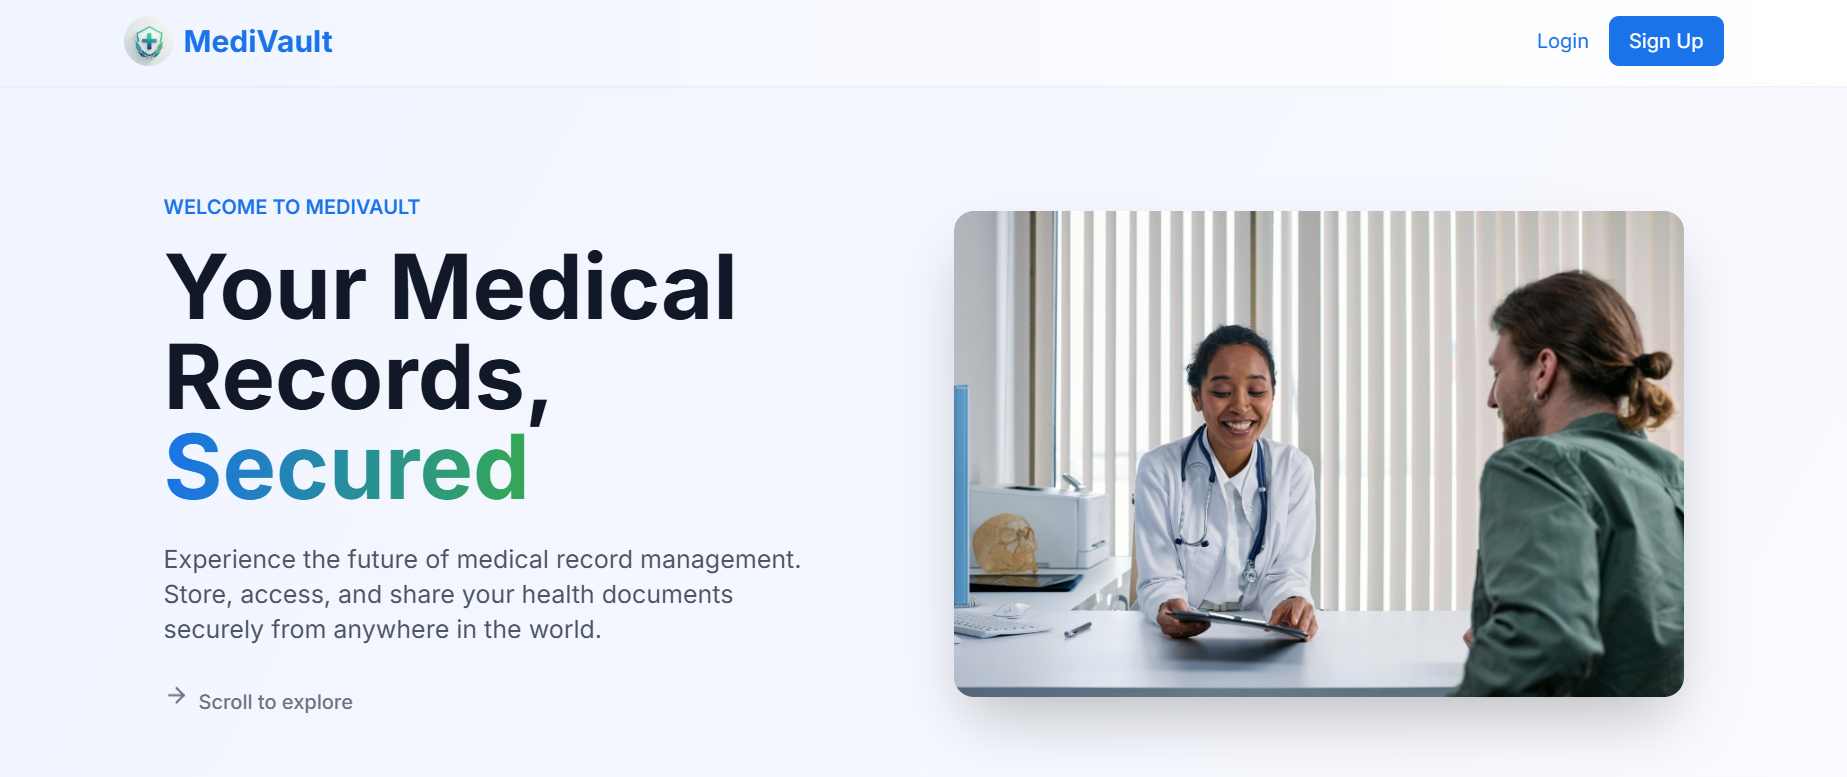 MediVault
Login
Sign Up
WELCOME TO MEDIVAULT
Your Medical
Records,
Secured
Experience the future of medical record management.
Store, access, and share your health documents
securely from anywhere in the world.
Scroll to explore